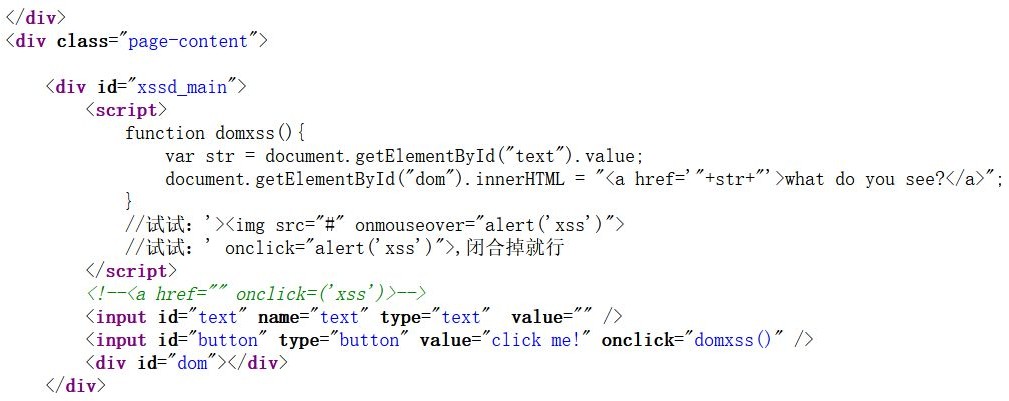 </div>
<div class="page-content">
<div id="xssd_main">
<script>
function domxss(){
var str = document.getElementById("text").value;
document.getElementById("dom").innerHTML = "<a href='"+str+"'>what do you see?</a>";
}
//试试：'><img src="#" onmouseover="alert('xss')">
//试试：' onclick="alert('xss')">,闭合掉就行
</script>
<!--<a href="" onclick=('xss')>-->
<input id="text" name="text" type="text"  value="" />
<input id="button" type="button" value="click me!" onclick="domxss()" />
<div id="dom"></div>
</div>